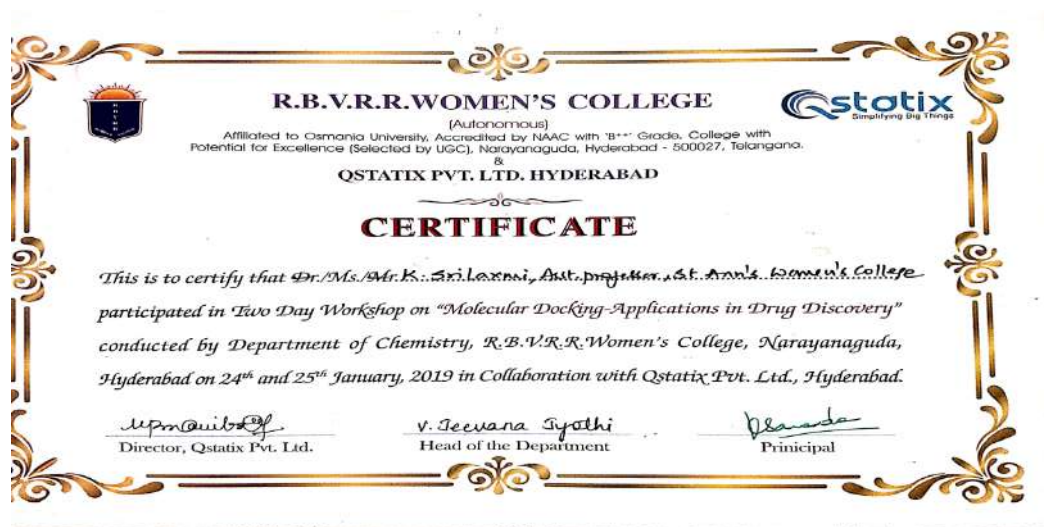 R.B.V.R.R.WOMEN'S COLLEGE
Qstatix
Simplifying Big Things
(Autonomous)
Affiliated to Osmania University, Accredited by NAAC with 'B++' Grade, College with
Potential for Excellence (Selected by UGC), Narayanaguda, Hyderabad - 500027, Telangana.
&
QSTATIX PVT. LTD. HYDERABAD
CERTIFICATE
This is to certify that Dr./Ms./Mr. K. Srilaxmi, St. Ann's Women's College
participated in Two Day Workshop on "Molecular Docking-Applications in Drug Discovery"
conducted by Department of Chemistry, R.B.V.R.R.Women's College, Narayanaguda,
Hyderabad on 24th and 25th January, 2019 in Collaboration with Qstatix Pvt. Ltd., Hyderabad.
V. Jeevana Jyothi
Director, Qstatix Pvt. Ltd.
Head of the Department
Prinicipal